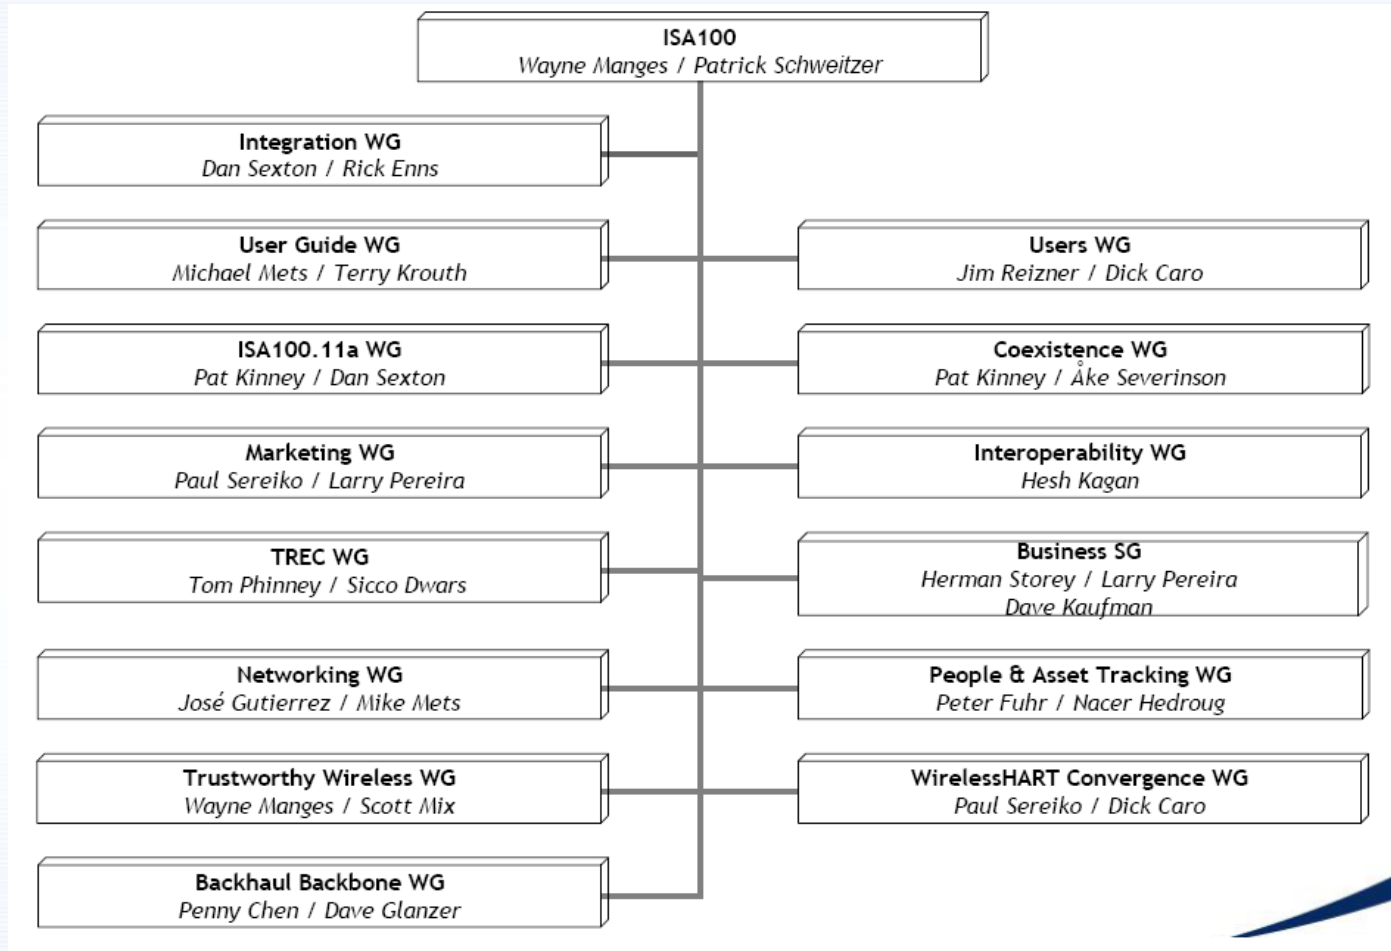 ISA100
Wayne Manges / Patrick Schweitzer
Integration WG
Dan Sexton / Rick Enns
User Guide WG
Michael Mets / Terry Krouth
Users WG
Jim Reizner / Dick Caro
ISA100.11a WG
Pat Kinney / Dan Sexton
Coexistence WG
Pat Kinney / Åke Severinson
Marketing WG
Paul Sereiko / Larry Pereira
Interoperability WG
Hesh Kagan
TREC WG
Tom Phinney / Sicco Dwars
Business SG
Herman Storey / Larry Pereira
Dave Kaufman
Networking WG
José Gutierrez / Mike Mets
People & Asset Tracking WG
Peter Fuhr / Nacer Hedroug
Trustworthy Wireless WG
Wayne Manges / Scott Mix
WirelessHART Convergence WG
Paul Sereiko / Dick Caro
Backhaul Backbone WG
Penny Chen / Dave Glanzer